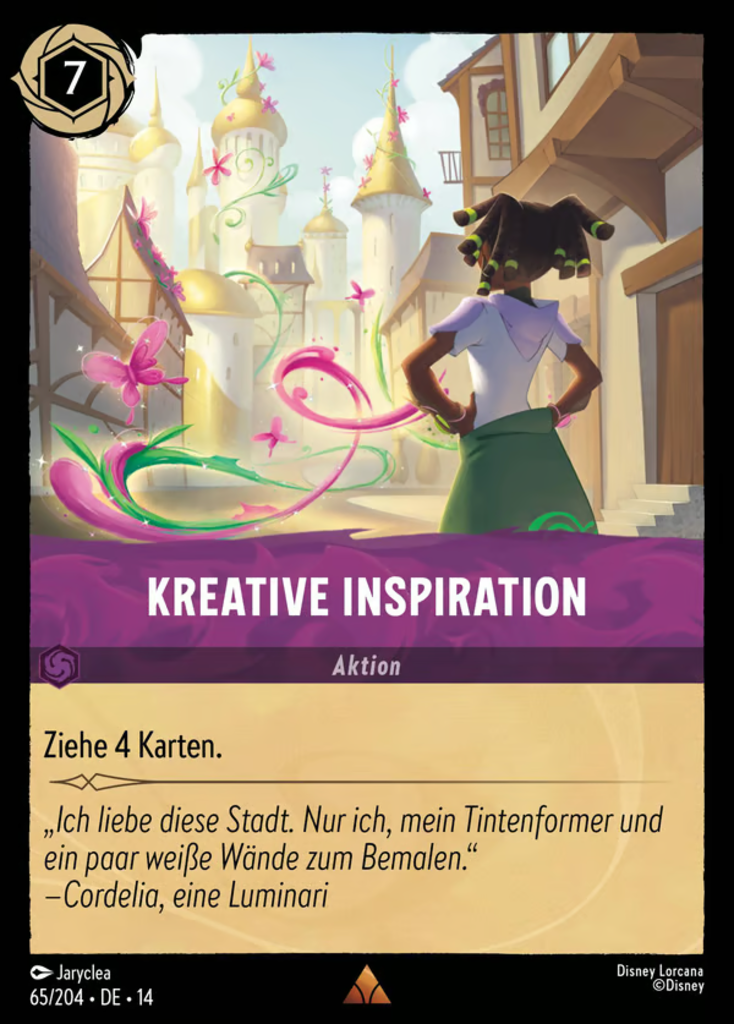 7
KREATIVE INSPIRATION
Aktion
Ziehe 4 Karten.
„Ich liebe diese Stadt. Nur ich, mein Tintenformer und
ein paar weiße Wände zum Bemalen.“
–Cordelia, eine Luminari
Jaryclea
65/204 • DE • 14
Disney Lorcana
©Disney